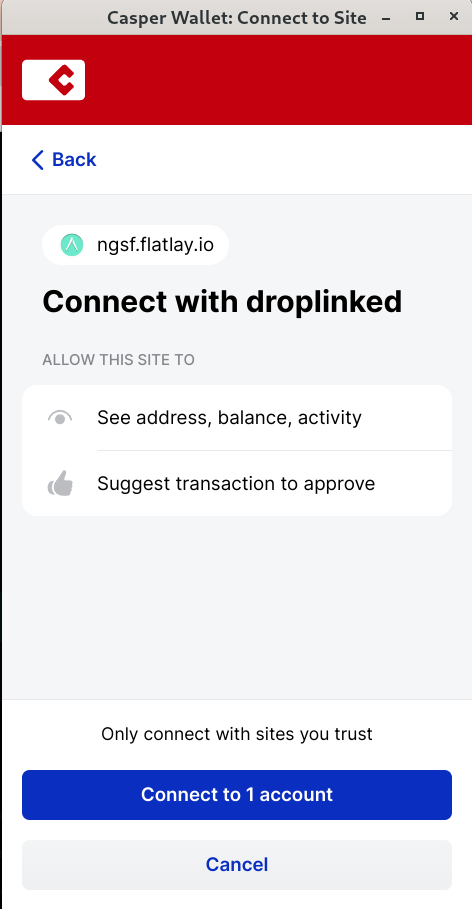 Casper Wallet: Connect to Site
Back
ngsf.flatlay.io
Connect with droplinked
ALLOW THIS SITE TO
See address, balance, activity
Suggest transaction to approve
Only connect with sites you trust
Connect to 1 account
Cancel